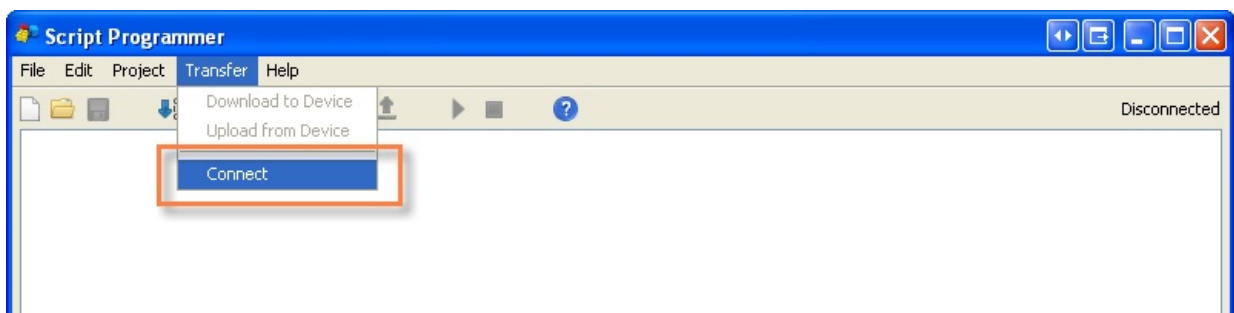 Script Programmer
File Edit Project Transfer Help
Download to Device
Disconnected
Upload from Device
Connect